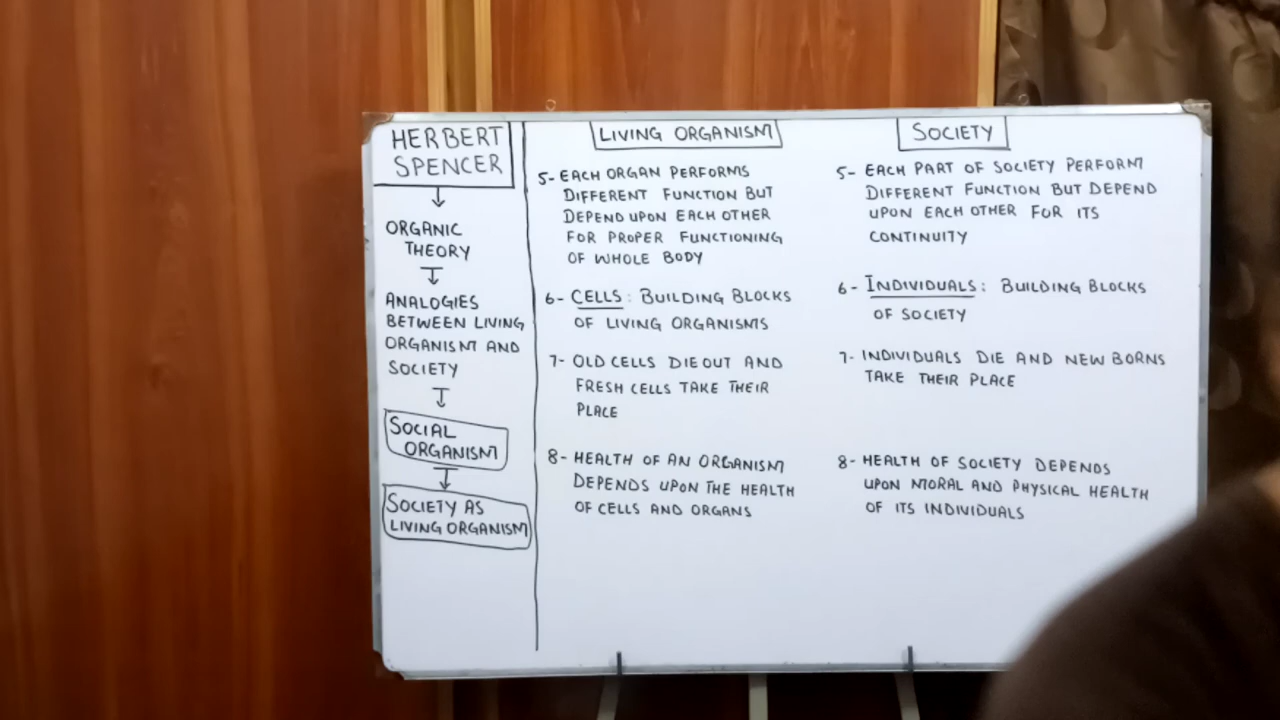 HERBERT
SPENCER
ORGANIC
THEORY
ANALOGIES
BETWEEN LIVING
ORGANISM AND
SOCIETY
SOCIAL
ORGANISM
SOCIETY AS
LIVING ORGANISM
LIVING ORGANISM
5- EACH ORGAN PERFORMS
DIFFERENT FUNCTION BUT
DEPEND UPON EACH OTHER
FOR PROPER FUNCTIONING
OF WHOLE BODY
6- CELLS: BUILDING BLOCKS
OF LIVING ORGANISMS
7- OLD CELLS DIE OUT AND
FRESH CELLS TAKE THEIR
PLACE
8- HEALTH OF AN ORGANISM
DEPENDS UPON THE HEALTH
OF CELLS AND ORGANS
SOCIETY
5- EACH PART OF SOCIETY PERFORM
DIFFERENT FUNCTION BUT DEPEND
UPON EACH OTHER FOR ITS
CONTINUITY
6- INDIVIDUALS: BUILDING BLOCKS
OF SOCIETY
7- INDIVIDUALS DIE AND NEW BORNS
TAKE THEIR PLACE
8- HEALTH OF SOCIETY DEPENDS
UPON MORAL AND PHYSICAL HEALTH
OF ITS INDIVIDUALS